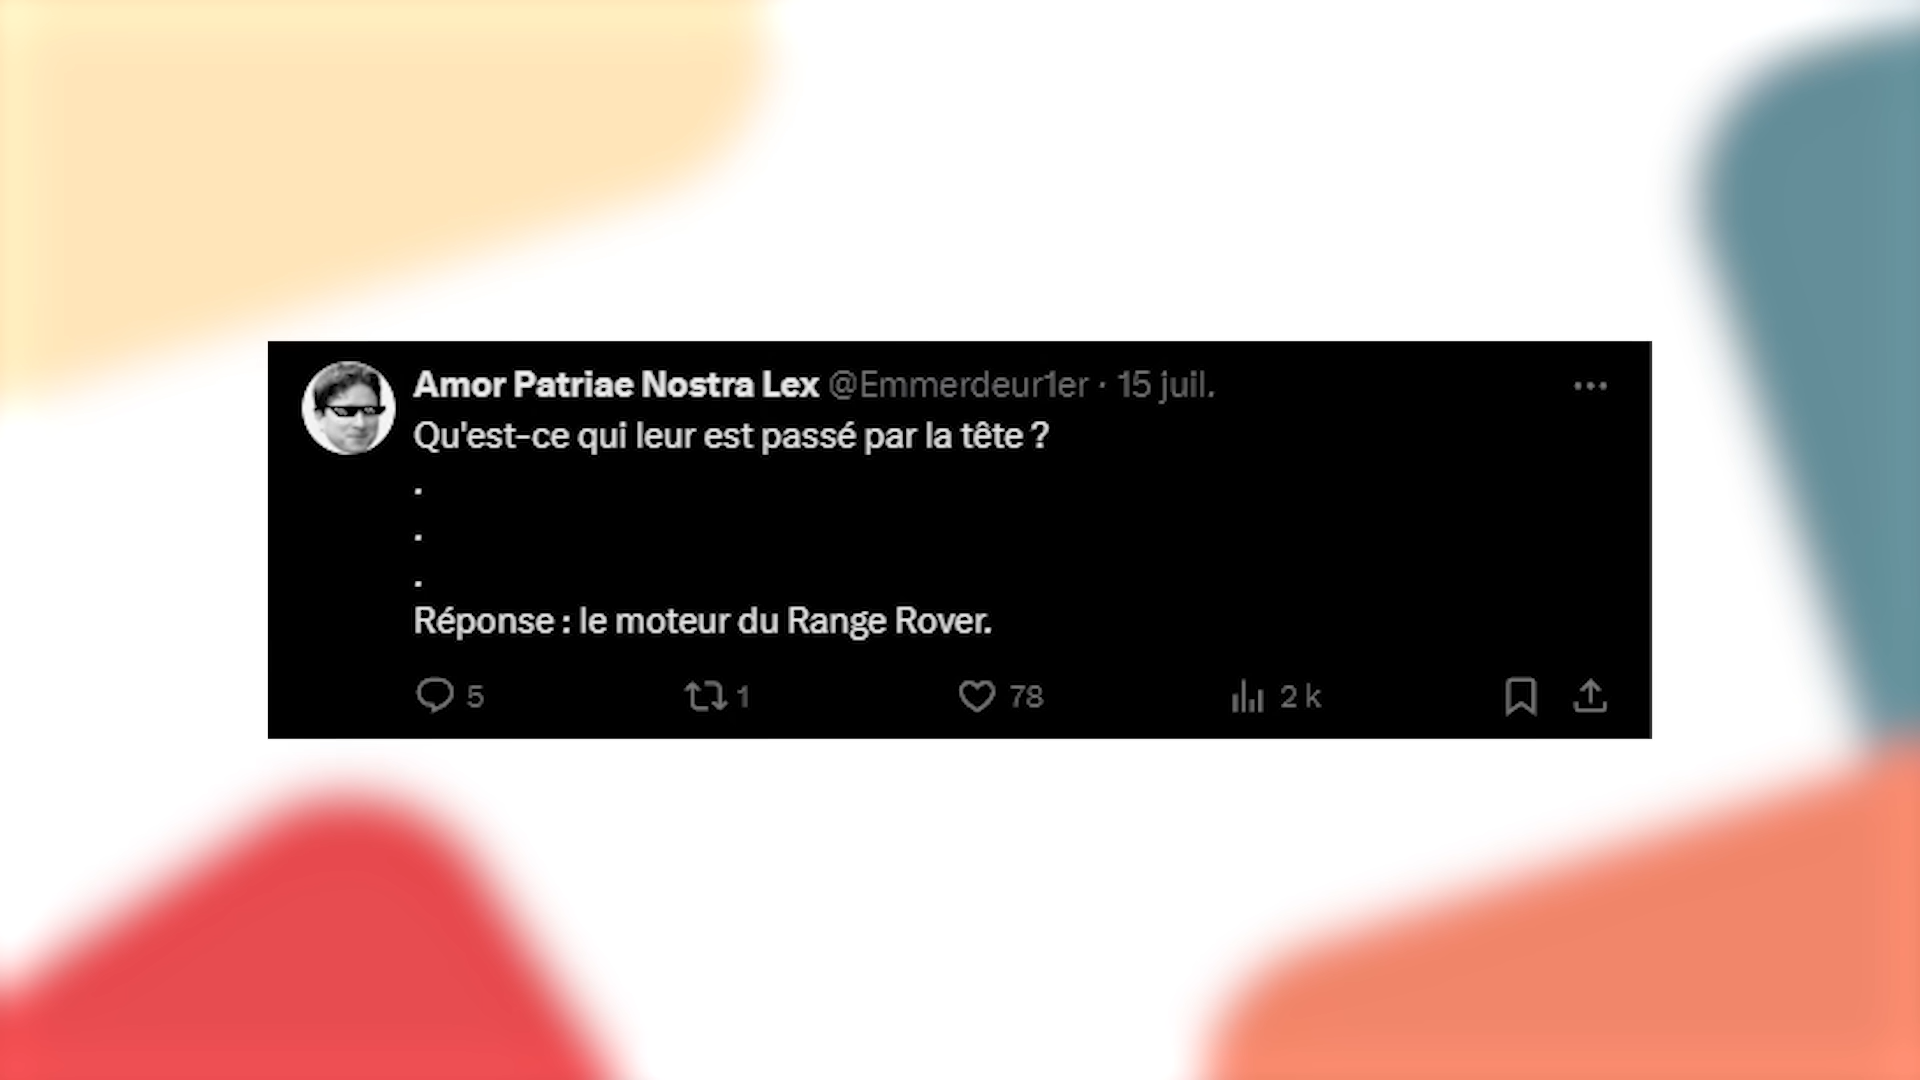 Amor Patriae Nostra Lex @Emmerdeur1er · 15 juil.
Qu'est-ce qui leur est passé par la tête ?
.
.
.
Réponse : le moteur du Range Rover.
5 1 78 2 k